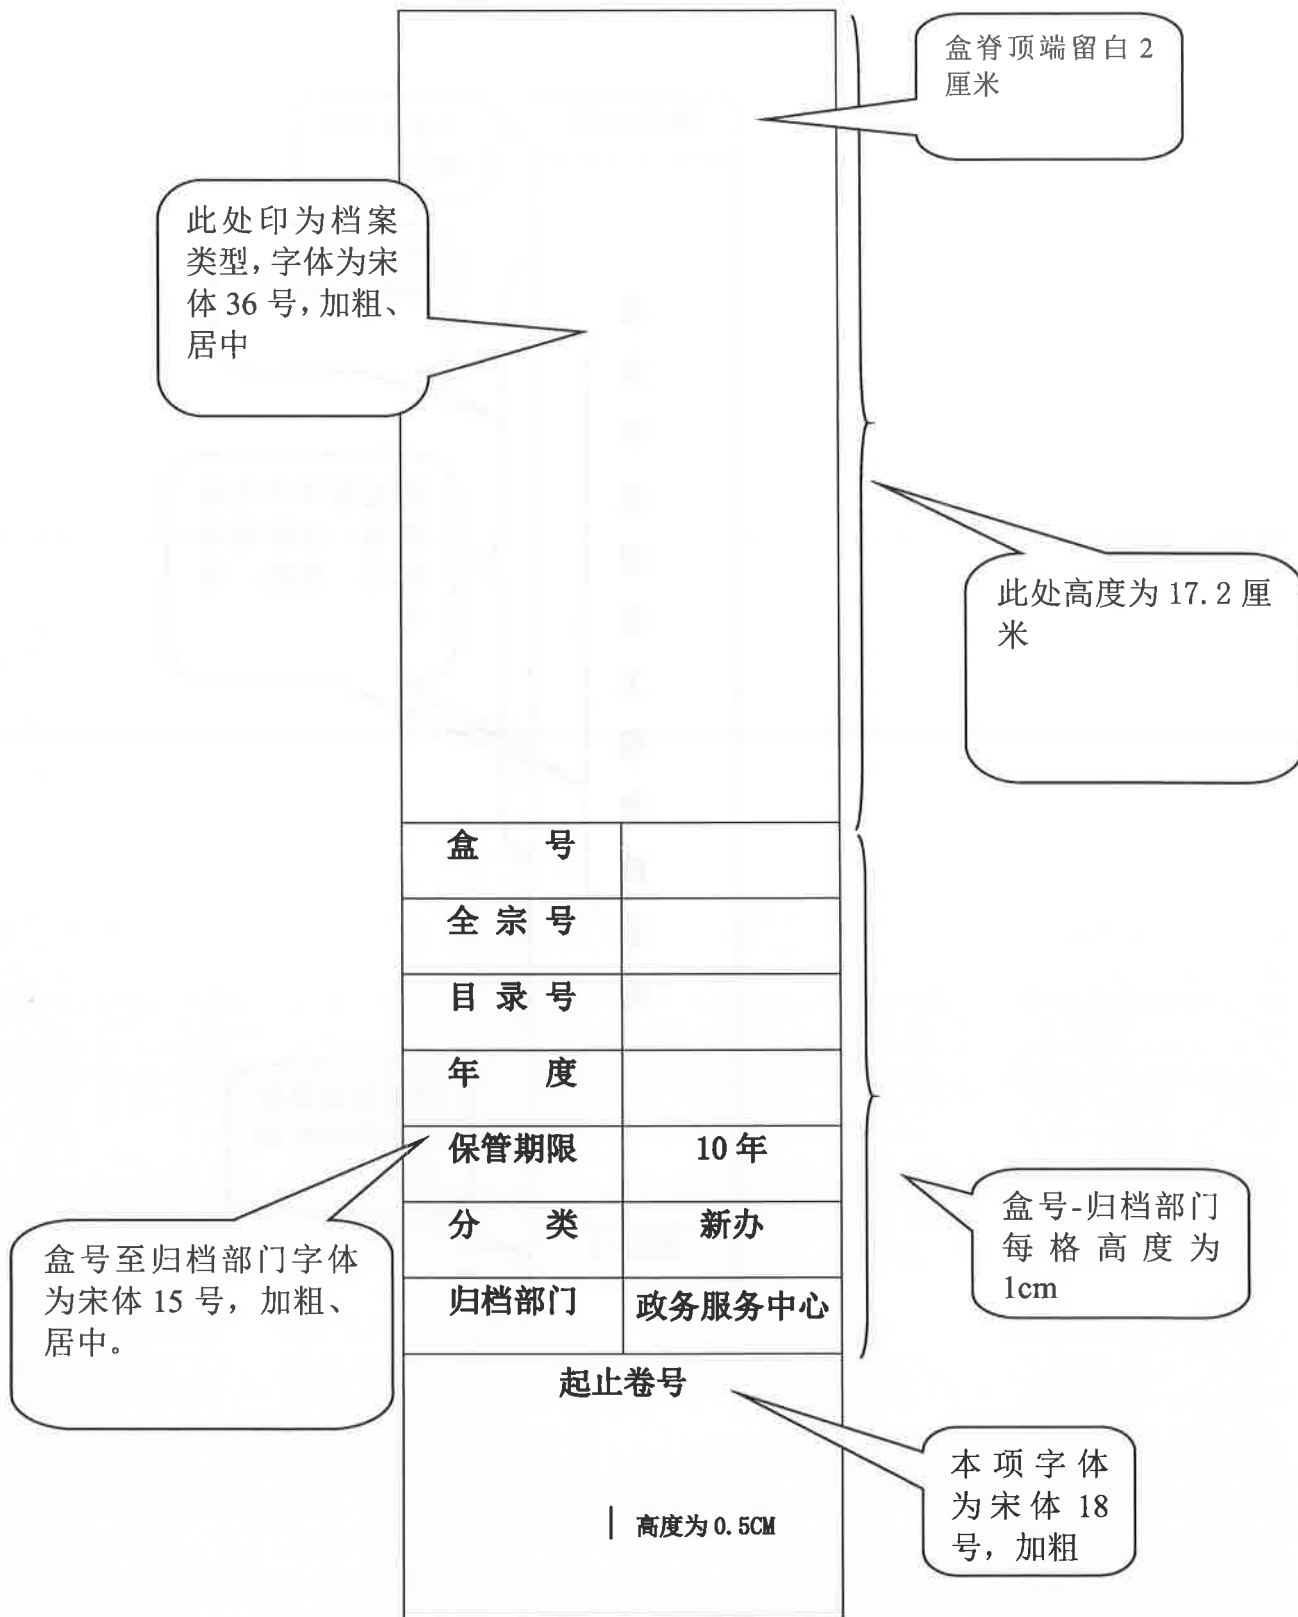 盒脊顶端留白 2
厘米
此处印为档案
类型，字体为宋
体 36 号，加粗、
居中
此处高度为 17.2 厘
米
盒 号
全 宗 号
目 录 号
年 度
保管期限 10 年
分 类 新办
归档部门 政务服务中心
盒号-归档部门
每格高度为
1cm
盒号至归档部门字体
为宋体 15 号，加粗、
居中。
起止卷号
本项字体
为宋体 18
号，加粗
高度为 0.5CM